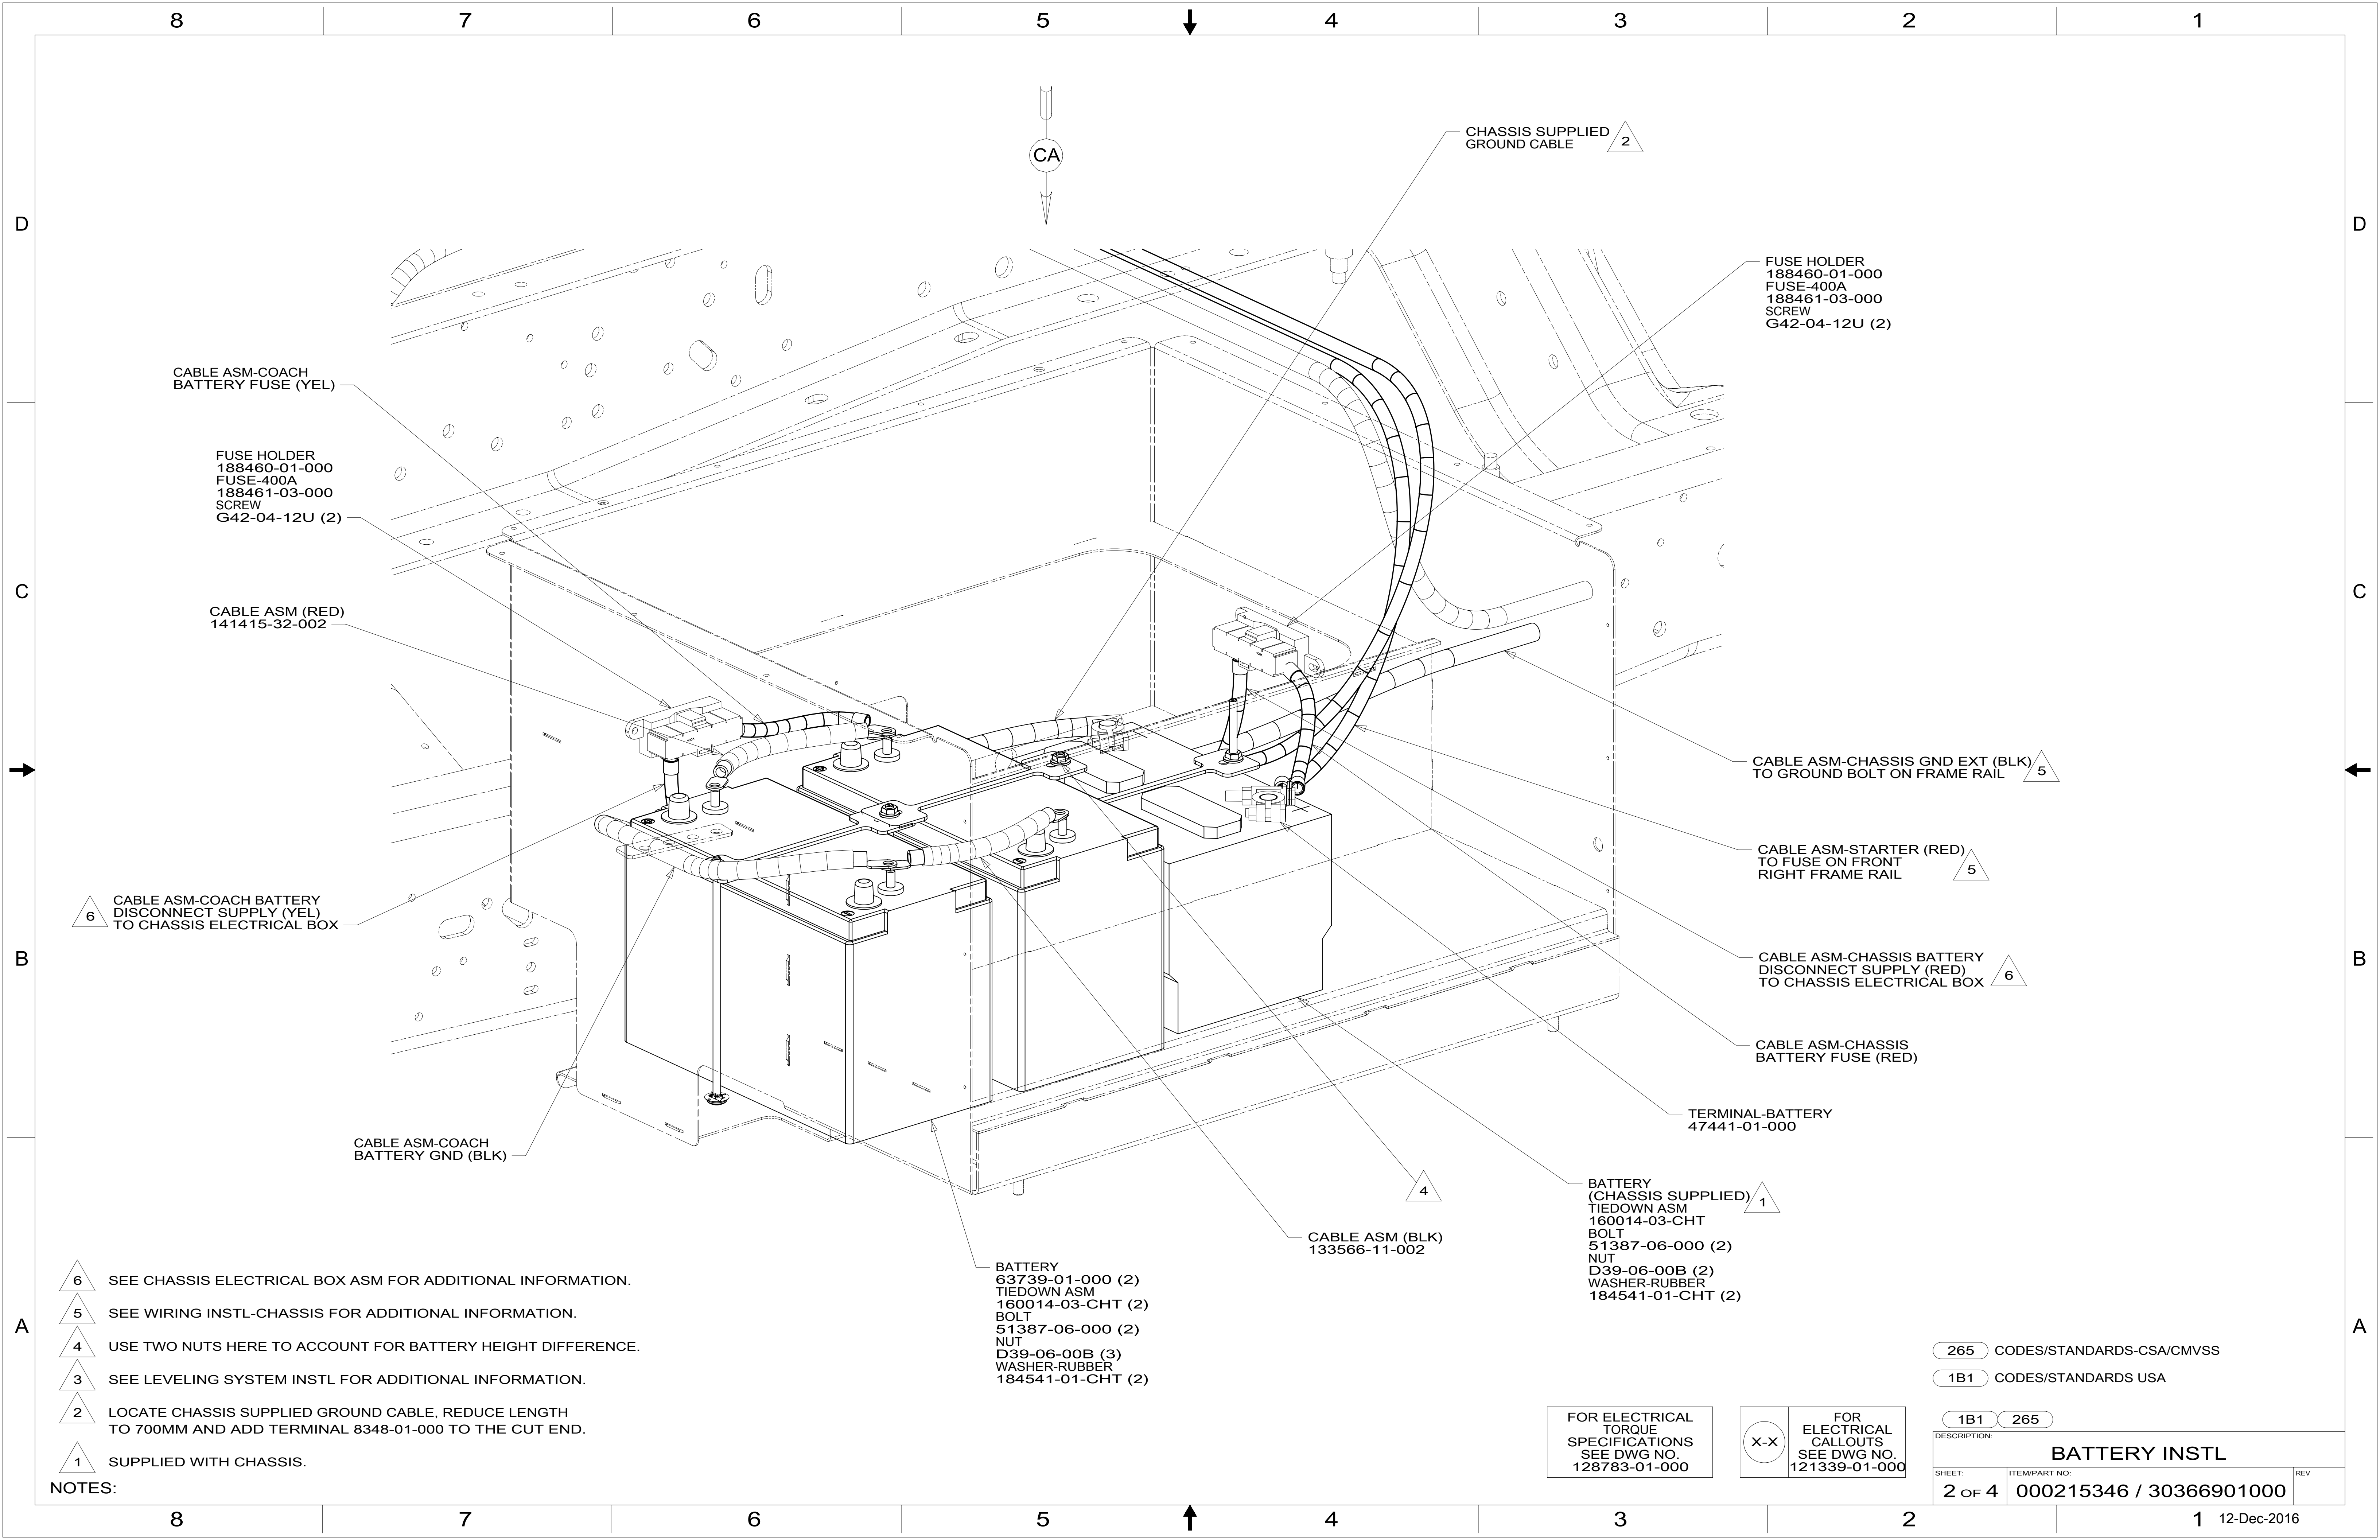 8 7 6 5 4 3 2 1
CA
CHASSIS SUPPLIED
GROUND CABLE
2
D
D
FUSE HOLDER
188460-01-000
FUSE-400A
188461-03-000
SCREW
G42-04-12U (2)
CABLE ASM-COACH
BATTERY FUSE (YEL)
FUSE HOLDER
188460-01-000
FUSE-400A
188461-03-000
SCREW
G42-04-12U (2)
C
C
CABLE ASM (RED)
141415-32-002
CABLE ASM-CHASSIS GND EXT (BLK)
TO GROUND BOLT ON FRAME RAIL
5
CABLE ASM-STARTER (RED)
TO FUSE ON FRONT
RIGHT FRAME RAIL
5
6
CABLE ASM-COACH BATTERY
DISCONNECT SUPPLY (YEL)
TO CHASSIS ELECTRICAL BOX
B
B
CABLE ASM-CHASSIS BATTERY
DISCONNECT SUPPLY (RED)
TO CHASSIS ELECTRICAL BOX
6
CABLE ASM-CHASSIS
BATTERY FUSE (RED)
TERMINAL-BATTERY
47441-01-000
CABLE ASM-COACH
BATTERY GND (BLK)
4
BATTERY
(CHASSIS SUPPLIED)
1
TIEDOWN ASM
160014-03-CHT
BOLT
51387-06-000 (2)
NUT
D39-06-00B (2)
WASHER-RUBBER
184541-01-CHT (2)
CABLE ASM (BLK)
133566-11-002
BATTERY
63739-01-000 (2)
TIEDOWN ASM
160014-03-CHT (2)
BOLT
51387-06-000 (2)
NUT
D39-06-00B (3)
WASHER-RUBBER
184541-01-CHT (2)
A
A
6 SEE CHASSIS ELECTRICAL BOX ASM FOR ADDITIONAL INFORMATION.
5 SEE WIRING INSTL-CHASSIS FOR ADDITIONAL INFORMATION.
4 USE TWO NUTS HERE TO ACCOUNT FOR BATTERY HEIGHT DIFFERENCE.
3 SEE LEVELING SYSTEM INSTL FOR ADDITIONAL INFORMATION.
2 LOCATE CHASSIS SUPPLIED GROUND CABLE, REDUCE LENGTH
TO 700MM AND ADD TERMINAL 8348-01-000 TO THE CUT END.
1 SUPPLIED WITH CHASSIS.
NOTES:
265 CODES/STANDARDS-CSA/CMVSS
1B1 CODES/STANDARDS USA
FOR ELECTRICAL
TORQUE
SPECIFICATIONS
SEE DWG NO.
128783-01-000
X-X
FOR
ELECTRICAL
CALLOUTS
SEE DWG NO.
121339-01-000
1B1 265
DESCRIPTION:
BATTERY INSTL
SHEET:
2 OF 4
ITEM/PART NO:
000215346 / 30366901000
REV
8 7 6 5 4 3 2 1
12-Dec-2016